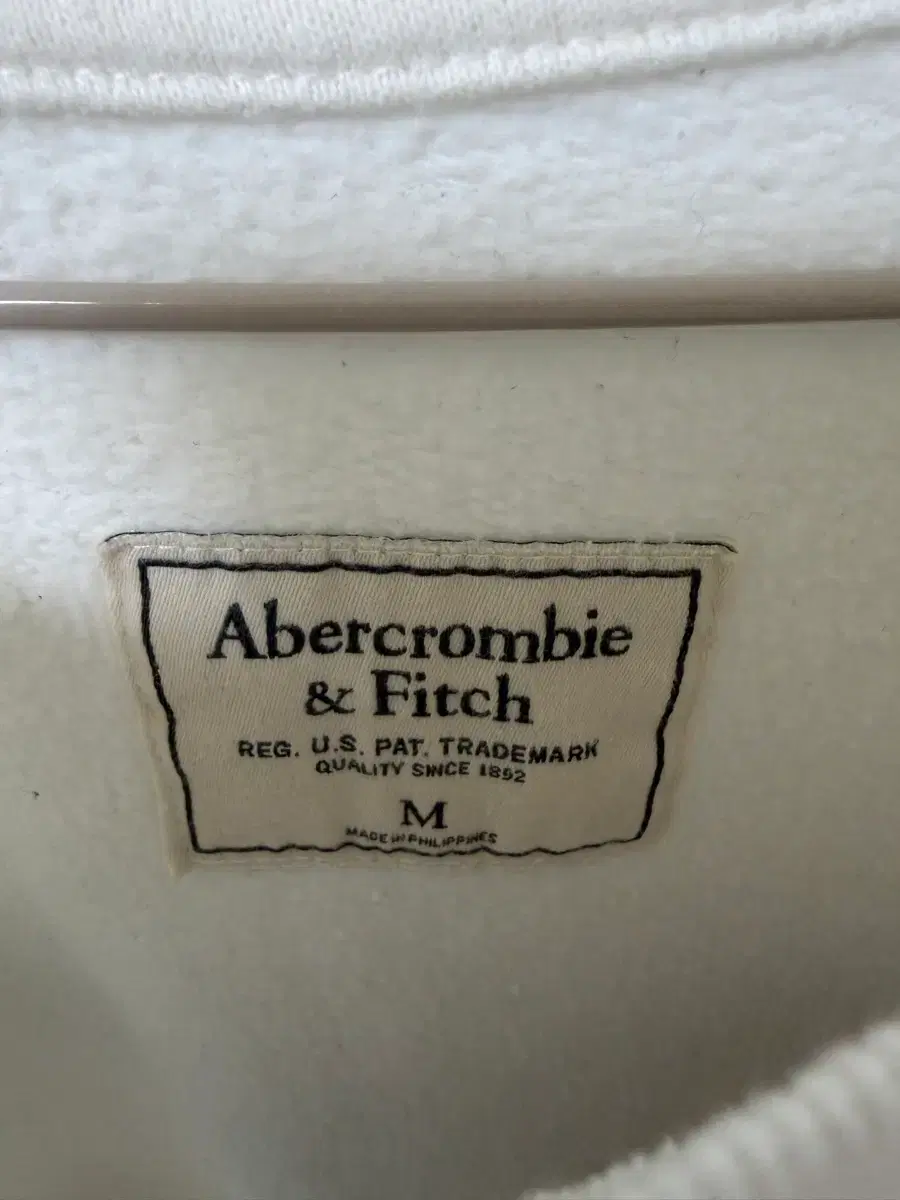 Abercrombie
& Fitch
REG. U.S. PAT. TRADEMARK
QUALITY SINCE 1892
M
MADE IN PHILIPPINES